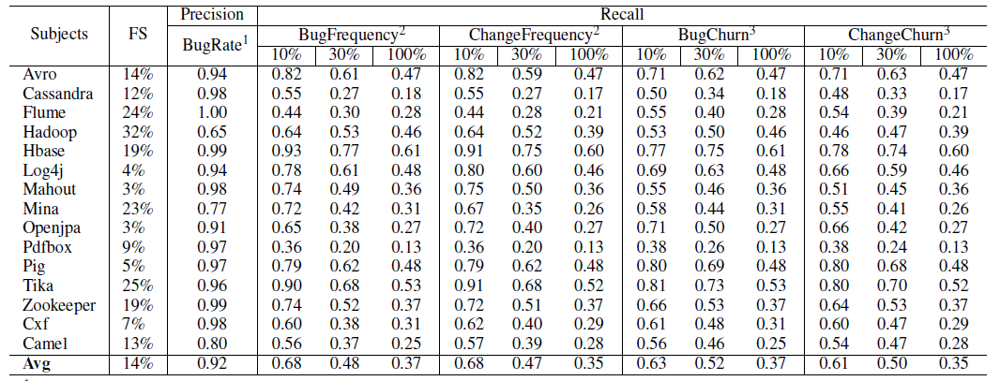 Subjects FS Precision Recall
BugRate1 BugFrequency2 ChangeFrequency2 BugChurn3 ChangeChurn3
10% 30% 100% 10% 30% 100% 10% 30% 100% 10% 30% 100%
Avro 14% 0.94 0.82 0.61 0.47 0.82 0.59 0.47 0.71 0.62 0.47 0.71 0.63 0.47
Cassandra 12% 0.98 0.55 0.27 0.18 0.55 0.27 0.17 0.50 0.34 0.18 0.48 0.33 0.17
Flume 24% 1.00 0.44 0.30 0.28 0.44 0.28 0.21 0.55 0.40 0.28 0.54 0.39 0.21
Hadoop 32% 0.65 0.64 0.53 0.46 0.64 0.52 0.39 0.53 0.50 0.46 0.46 0.47 0.39
Hbase 19% 0.99 0.93 0.77 0.61 0.91 0.75 0.60 0.77 0.75 0.61 0.78 0.74 0.60
Log4j 4% 0.94 0.78 0.61 0.48 0.80 0.60 0.46 0.69 0.63 0.48 0.66 0.59 0.46
Mahout 3% 0.98 0.74 0.49 0.36 0.75 0.50 0.36 0.55 0.46 0.36 0.51 0.45 0.36
Mina 23% 0.77 0.72 0.42 0.31 0.67 0.35 0.26 0.58 0.44 0.31 0.55 0.41 0.26
Openjpa 3% 0.91 0.65 0.38 0.27 0.72 0.40 0.27 0.71 0.50 0.27 0.66 0.42 0.27
Pdfbox 9% 0.97 0.36 0.20 0.13 0.36 0.20 0.13 0.38 0.26 0.13 0.38 0.24 0.13
Pig 5% 0.97 0.79 0.62 0.48 0.79 0.62 0.48 0.80 0.69 0.48 0.80 0.68 0.48
Tika 25% 0.96 0.90 0.68 0.53 0.91 0.68 0.52 0.81 0.73 0.53 0.80 0.70 0.52
Zookeeper 19% 0.99 0.74 0.52 0.37 0.72 0.51 0.37 0.66 0.53 0.37 0.64 0.53 0.37
Cxf 7% 0.98 0.60 0.38 0.31 0.62 0.40 0.29 0.61 0.48 0.31 0.60 0.47 0.29
Camel 13% 0.80 0.56 0.37 0.25 0.57 0.39 0.28 0.56 0.46 0.25 0.54 0.47 0.28
Avg 14% 0.92 0.68 0.48 0.37 0.68 0.47 0.35 0.63 0.52 0.37 0.61 0.50 0.35